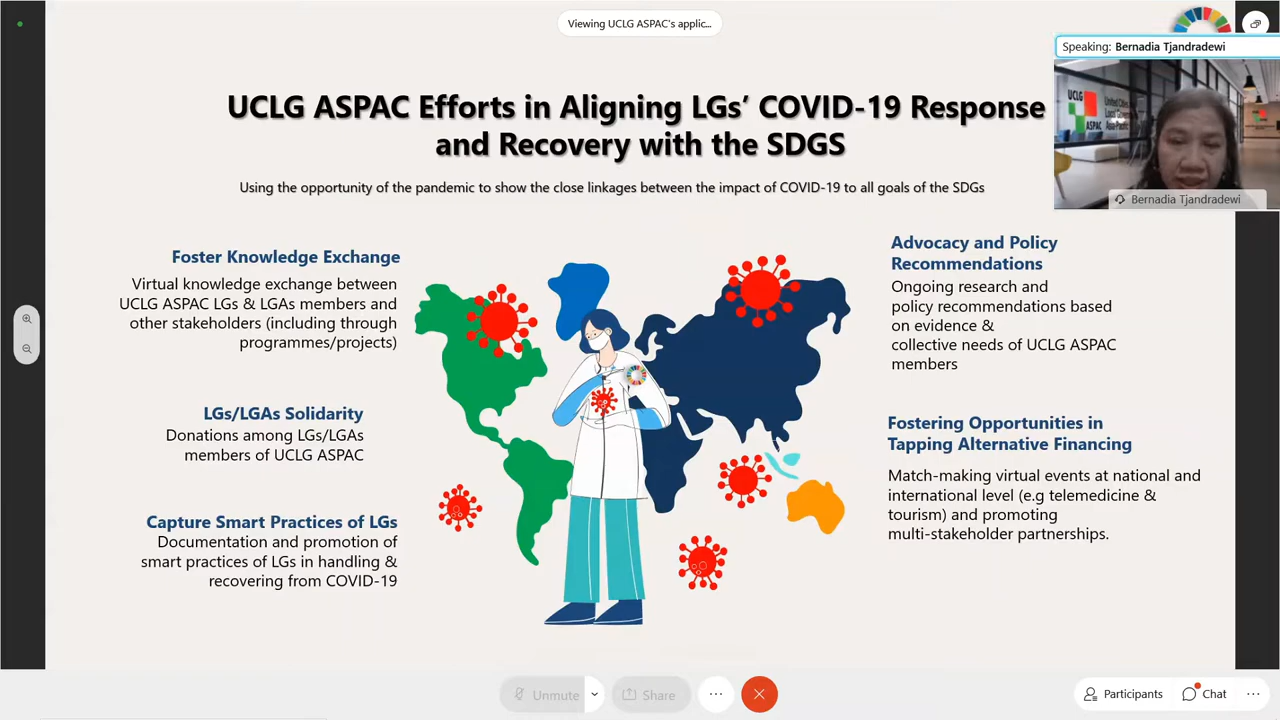 Viewing UCLG ASPAC's applic...
Speaking: Bernadia Tjandradewi
UCLG
ASPAC
Bernadia Tjandradewi
UCLG ASPAC Efforts in Aligning LGs’ COVID-19 Response
and Recovery with the SDGS
Using the opportunity of the pandemic to show the close linkages between the impact of COVID-19 to all goals of the SDGs
Foster Knowledge Exchange
Virtual knowledge exchange between
UCLG ASPAC LGs & LGAs members and
other stakeholders (including through
programmes/projects)
LGs/LGAs Solidarity
Donations among LGs/LGAs
members of UCLG ASPAC
Capture Smart Practices of LGs
Documentation and promotion of
smart practices of LGs in handling &
recovering from COVID-19
Advocacy and Policy
Recommendations
Ongoing research and
policy recommendations based
on evidence &
collective needs of UCLG ASPAC
members
Fostering Opportunities in
Tapping Alternative Financing
Match-making virtual events at national and
international level (e.g telemedicine &
tourism) and promoting
multi-stakeholder partnerships.
Unmute
Share
Participants
Chat